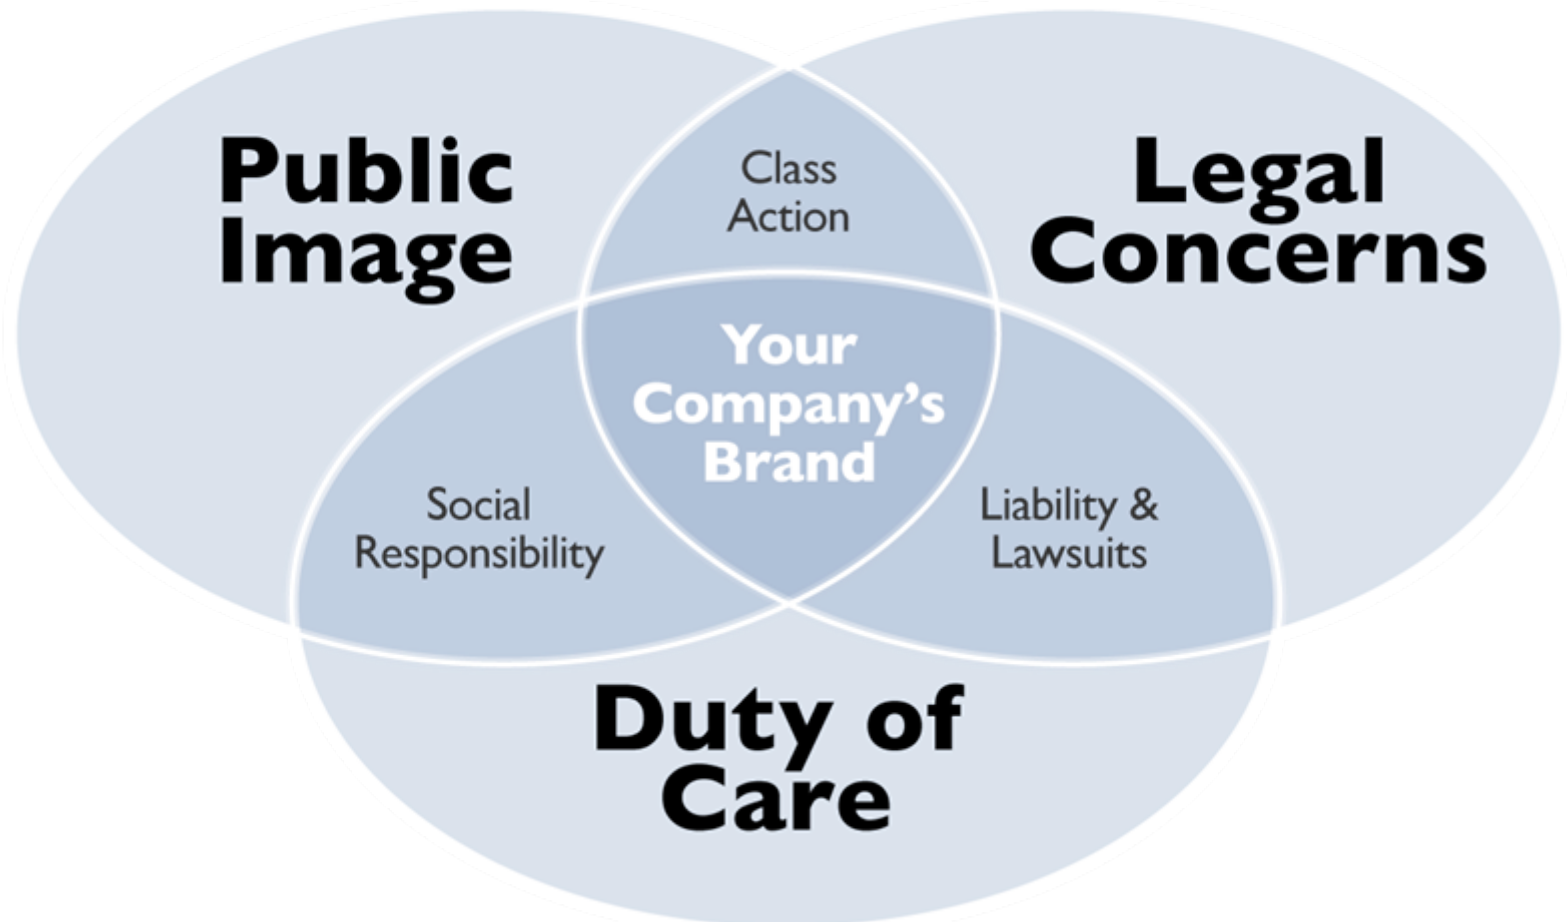 Public
Image
Class
Action
Legal
Concerns
Your
Company’s
Brand
Social
Responsibility
Liability &
Lawsuits
Duty of
Care